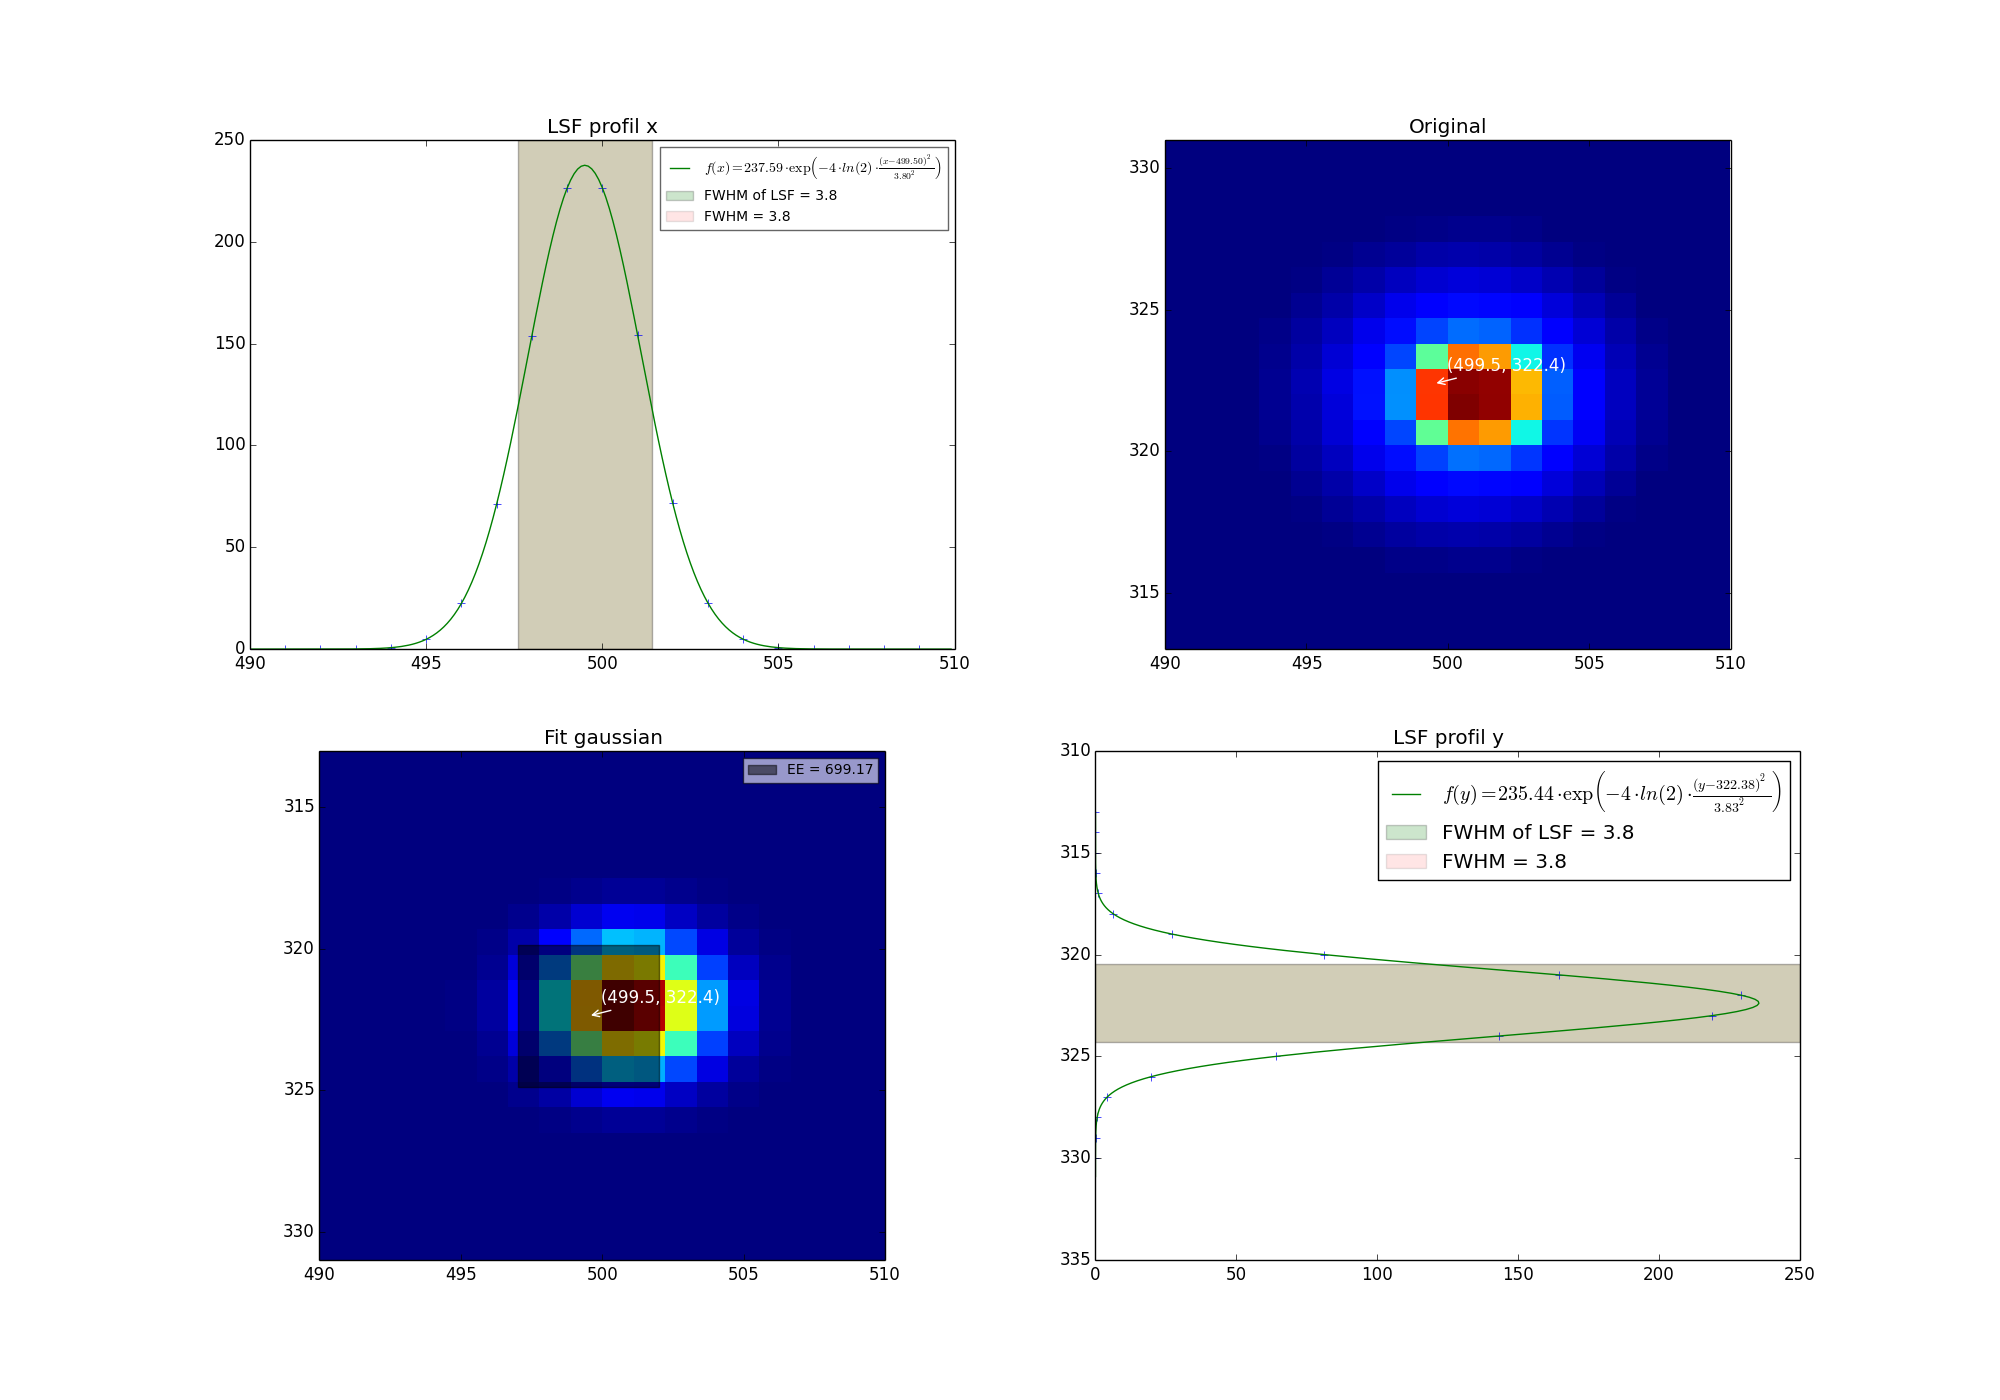 LSF profil x
250
200
150
100
50
0
490 495 500 505 510
f(x)=237.59·exp(−4·ln(2)·(x−499.50)²/3.80²)
FWHM of LSF = 3.8
FWHM = 3.8
Original
330
325
320
315
490 495 500 505 510
(499.5, 322.4)
Fit gaussian
315
320
325
330
490 495 500 505 510
EE = 699.17
(499.5, 322.4)
LSF profil y
310
315
320
325
330
335
0 50 100 150 200 250
f(y)=235.44·exp(−4·ln(2)·(y−322.38)²/3.83²)
FWHM of LSF = 3.8
FWHM = 3.8